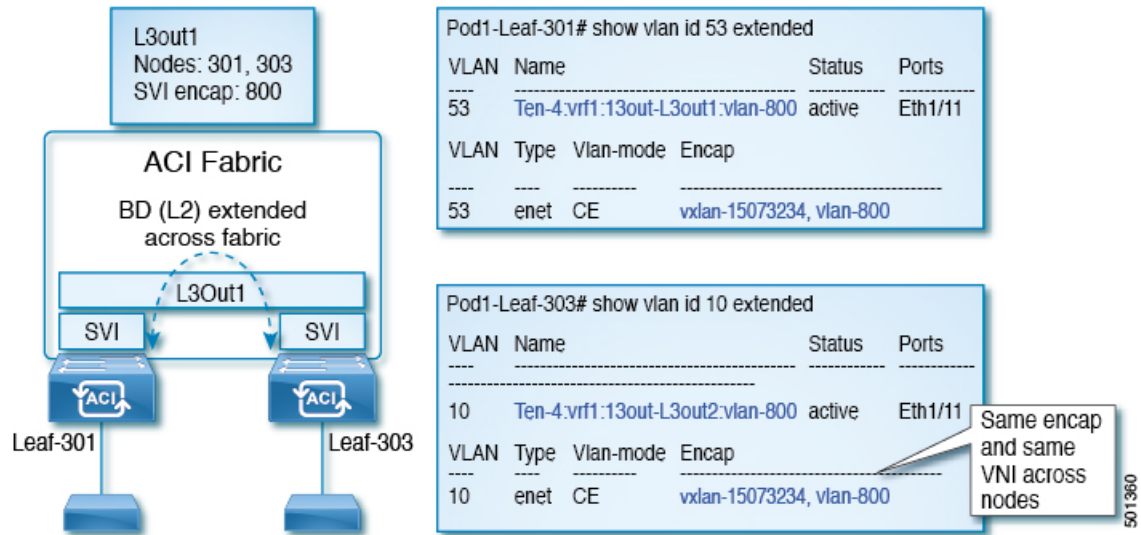 L3out1
Nodes: 301, 303
SVI encap: 800
ACI Fabric
BD (L2) extended
across fabric
L3Out1
SVI SVI
ACI ACI
Leaf-301 Leaf-303
Pod1-Leaf-301# show vlan id 53 extended
VLAN Name Status Ports
---- -------------------------------------------- ------------ ------------
53 Ten-4:vrf1:13out-L3out1:vlan-800 active Eth1/11
VLAN Type Vlan-mode Encap
---- ---- ---------- ------------------------------------------
53 enet CE vxlan-15073234, vlan-800
Pod1-Leaf-303# show vlan id 10 extended
VLAN Name Status Ports
---- -------------------------------------------- ------------ ------------
-------------------------------------------------
10 Ten-4:vrf1:13out-L3out2:vlan-800 active Eth1/11
VLAN Type Vlan-mode Encap
---- ---- ---------- ------------------------------------------
10 enet CE vxlan-15073234, vlan-800
Same encap
and same
VNI across
nodes
501360